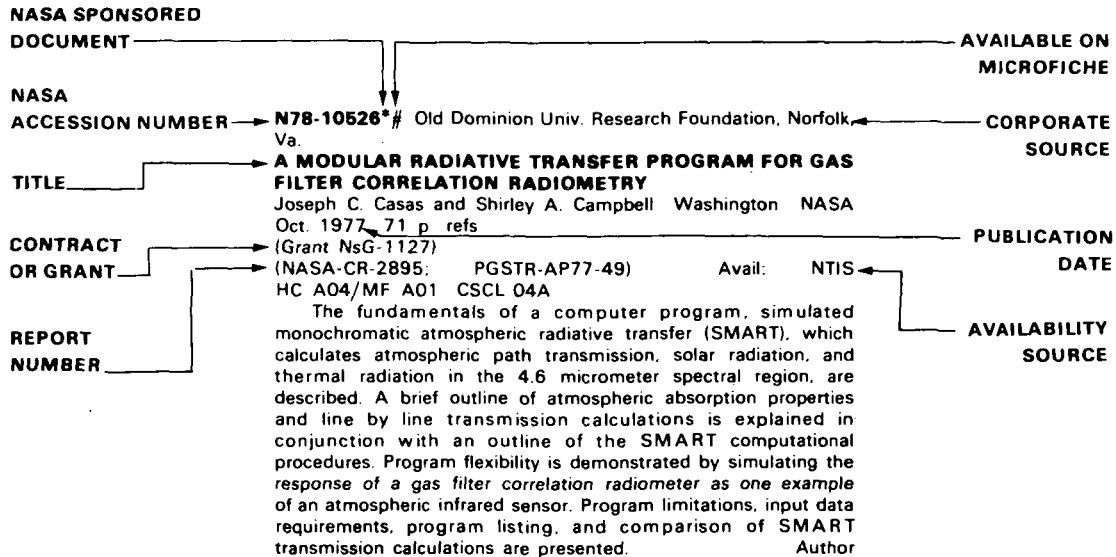 NASA SPONSORED
DOCUMENT
AVAILABLE ON
MICROFICHE
NASA
ACCESSION NUMBER
N78-10526*# Old Dominion Univ. Research Foundation, Norfolk,
Va.
CORPORATE
SOURCE
TITLE
A MODULAR RADIATIVE TRANSFER PROGRAM FOR GAS
FILTER CORRELATION RADIOMETRY
Joseph C. Casas and Shirley A. Campbell Washington NASA
Oct. 1977 71 p refs
CONTRACT
OR GRANT
(Grant NsG-1127)
PUBLICATION
DATE
(NASA-CR-2895; PGSTR-AP77-49) Avail: NTIS
HC A04/MF A01 CSCL 04A
REPORT
NUMBER
AVAILABILITY
SOURCE
The fundamentals of a computer program, simulated
monochromatic atmospheric radiative transfer (SMART), which
calculates atmospheric path transmission, solar radiation, and
thermal radiation in the 4.6 micrometer spectral region, are
described. A brief outline of atmospheric absorption properties
and line by line transmission calculations is explained in
conjunction with an outline of the SMART computational
procedures. Program flexibility is demonstrated by simulating the
response of a gas filter correlation radiometer as one example
of an atmospheric infrared sensor. Program limitations, input data
requirements, program listing, and comparison of SMART
transmission calculations are presented. Author